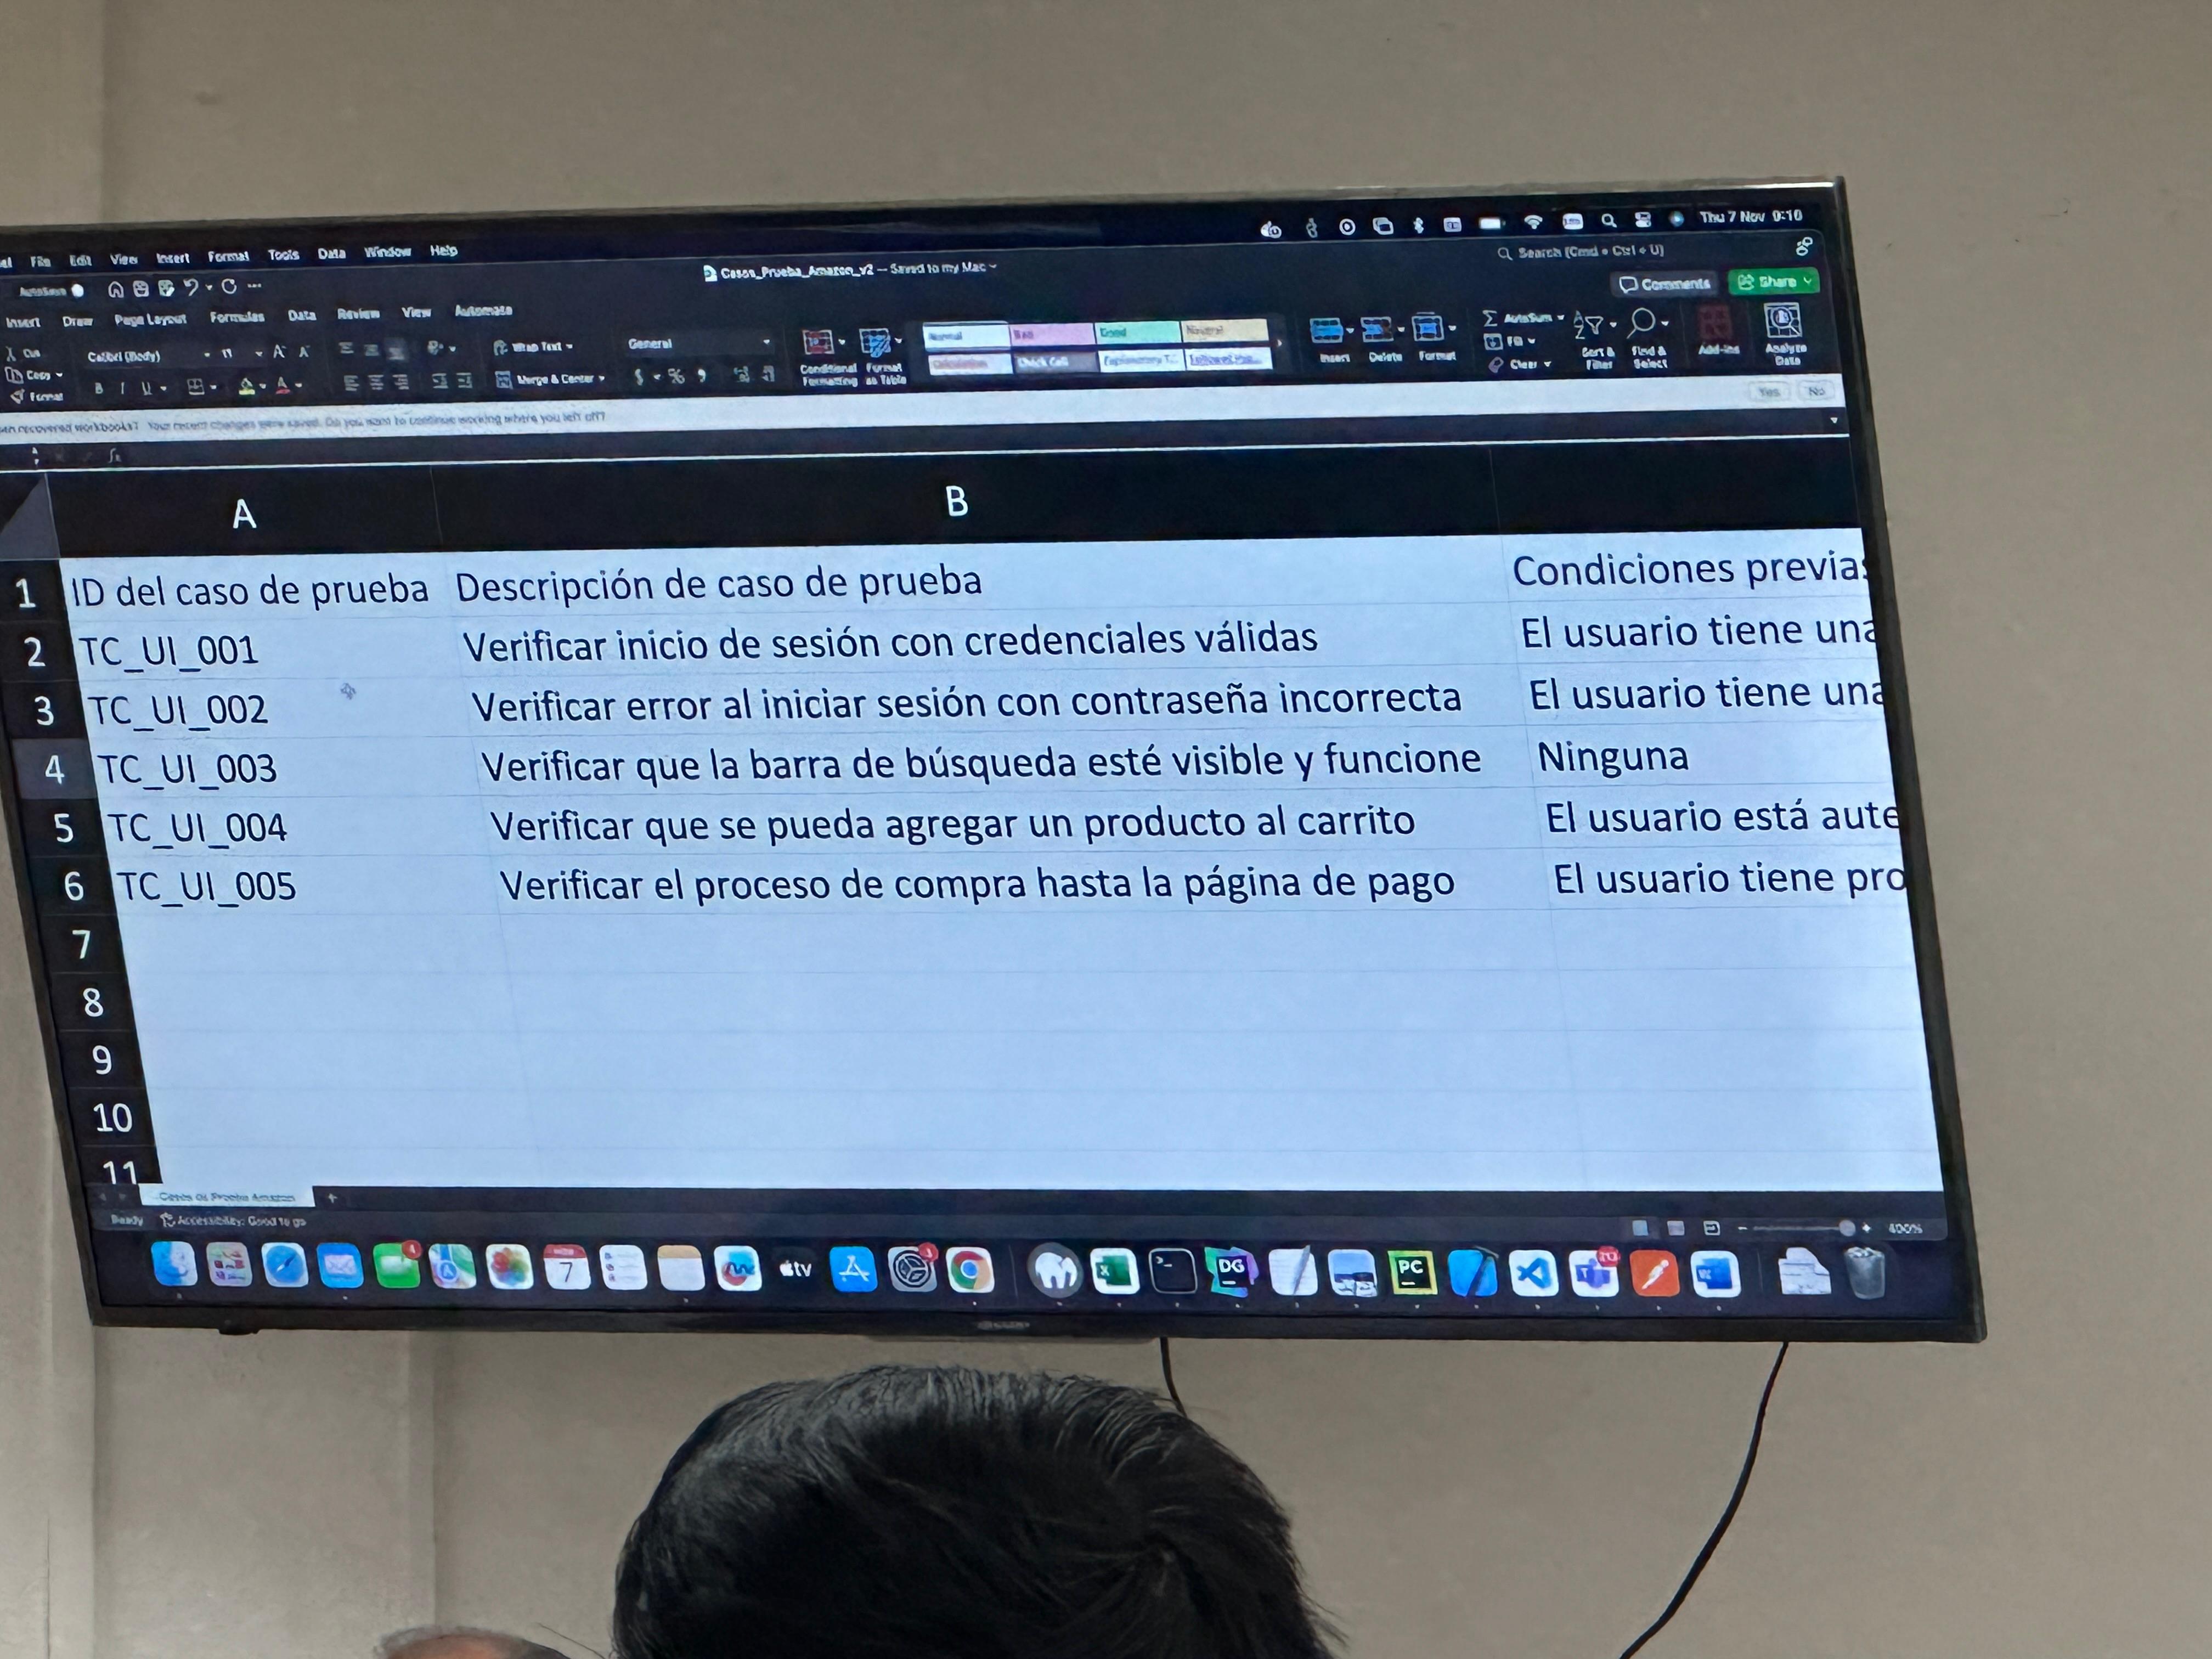 File Edit View Insert Format Tools Data Window Help
Thu 7 Nov 9:10
AutoSave
Casos_Prueba_Amazon_v2 — Saved to my Mac
Search (Cmd + Ctrl + U)
Comments Share
Insert Draw Page Layout Formulas Data Review View Automate
Cut
Copy
Format
Calibri (Body) 11
B I U
Wrap Text
Merge & Center
General
$ %
Conditional Formatting
Format as Table
Normal Bad Good Neutral
Calculation Check Cell Explanatory T...
Insert Delete Format
AutoSum
Fill
Clear
Sort & Filter
Find & Select
Add-ins
Analyze Data
recovered workbooks? Your recent changes were saved. Do you want to continue working where you left off?
Yes No
fx
A B
1 ID del caso de prueba Descripción de caso de prueba Condiciones previas
2 TC_UI_001 Verificar inicio de sesión con credenciales válidas El usuario tiene una
3 TC_UI_002 Verificar error al iniciar sesión con contraseña incorrecta El usuario tiene una
4 TC_UI_003 Verificar que la barra de búsqueda esté visible y funcione Ninguna
5 TC_UI_004 Verificar que se pueda agregar un producto al carrito El usuario está aute
6 TC_UI_005 Verificar el proceso de compra hasta la página de pago El usuario tiene pro
7
8
9
10
11
Casos de Prueba Amazon +
Ready Accessibility: Good to go
400%
7
tv
DG
PC